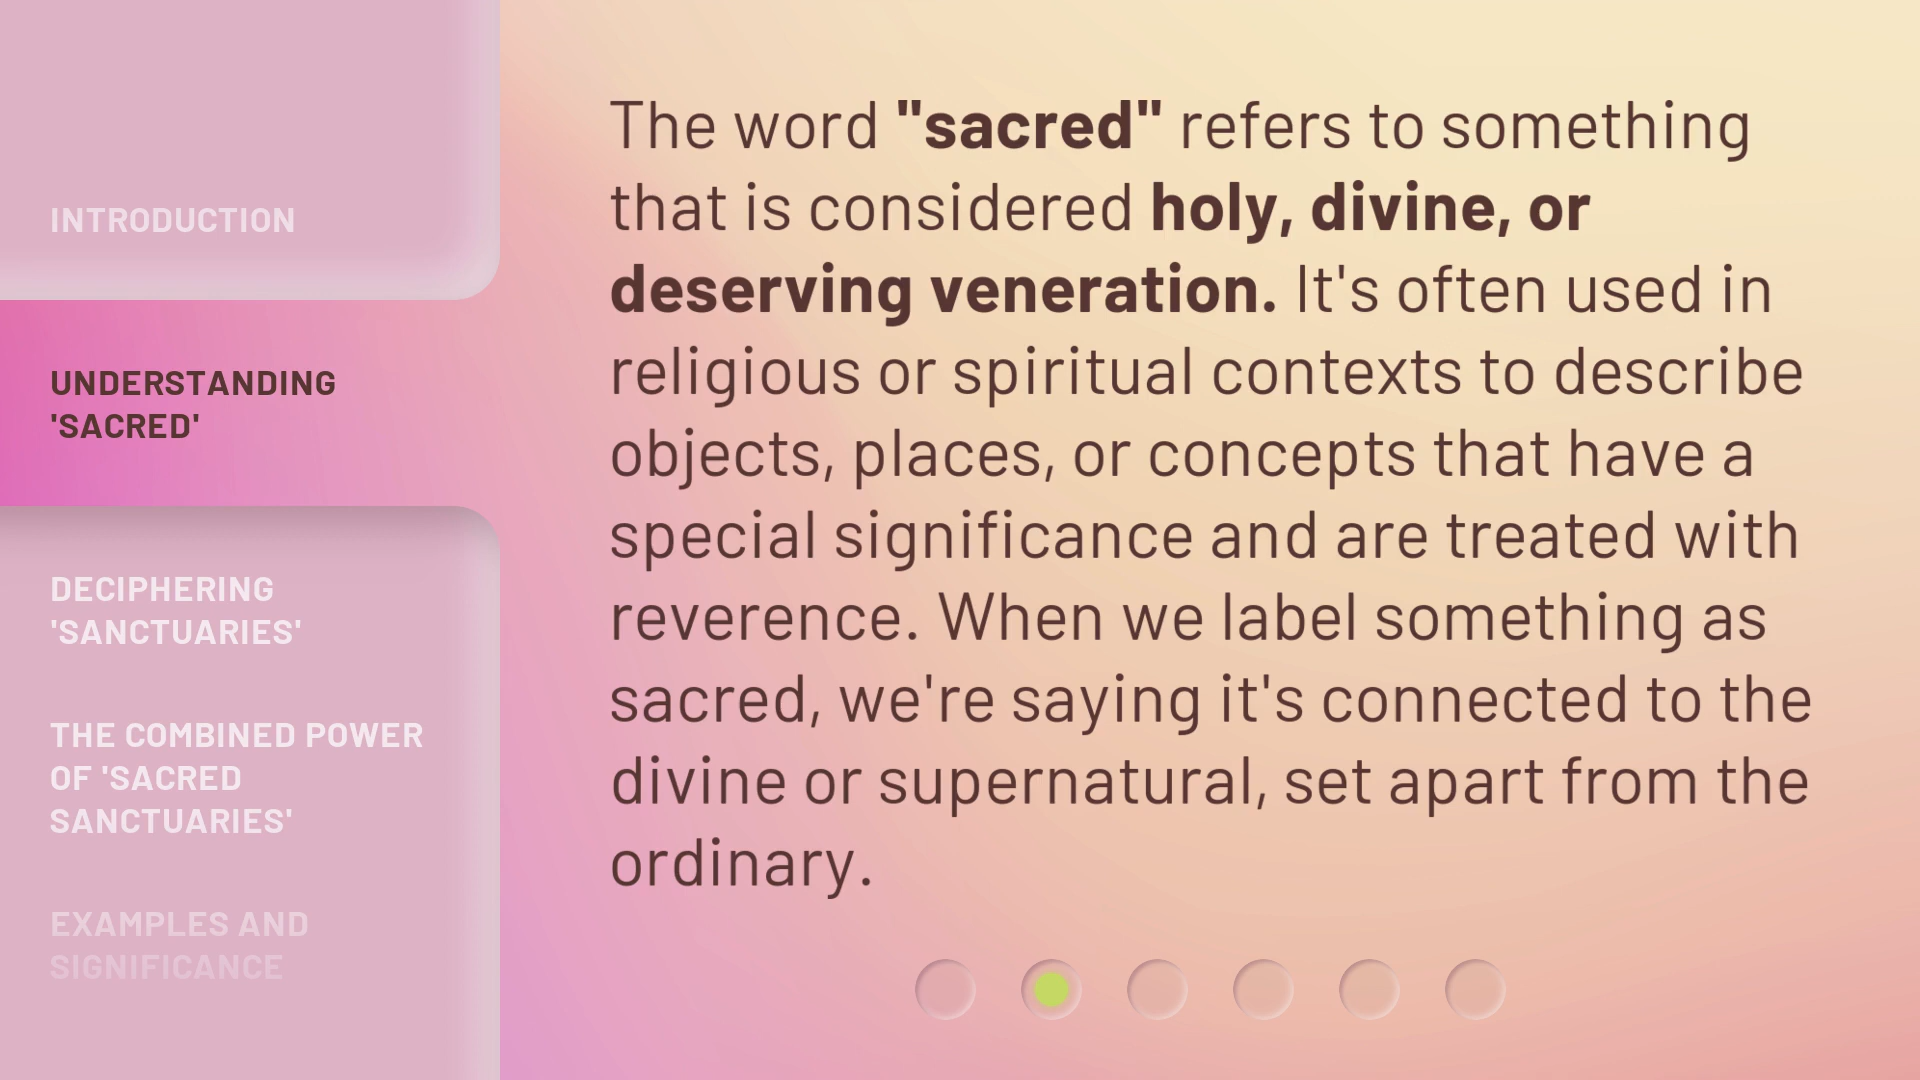 INTRODUCTION
UNDERSTANDING
'SACRED'
DECIPHERING
'SANCTUARIES'
THE COMBINED POWER
OF 'SACRED
SANCTUARIES'
EXAMPLES AND
SIGNIFICANCE
The word "sacred" refers to something
that is considered holy, divine, or
deserving veneration. It's often used in
religious or spiritual contexts to describe
objects, places, or concepts that have a
special significance and are treated with
reverence. When we label something as
sacred, we're saying it's connected to the
divine or supernatural, set apart from the
ordinary.